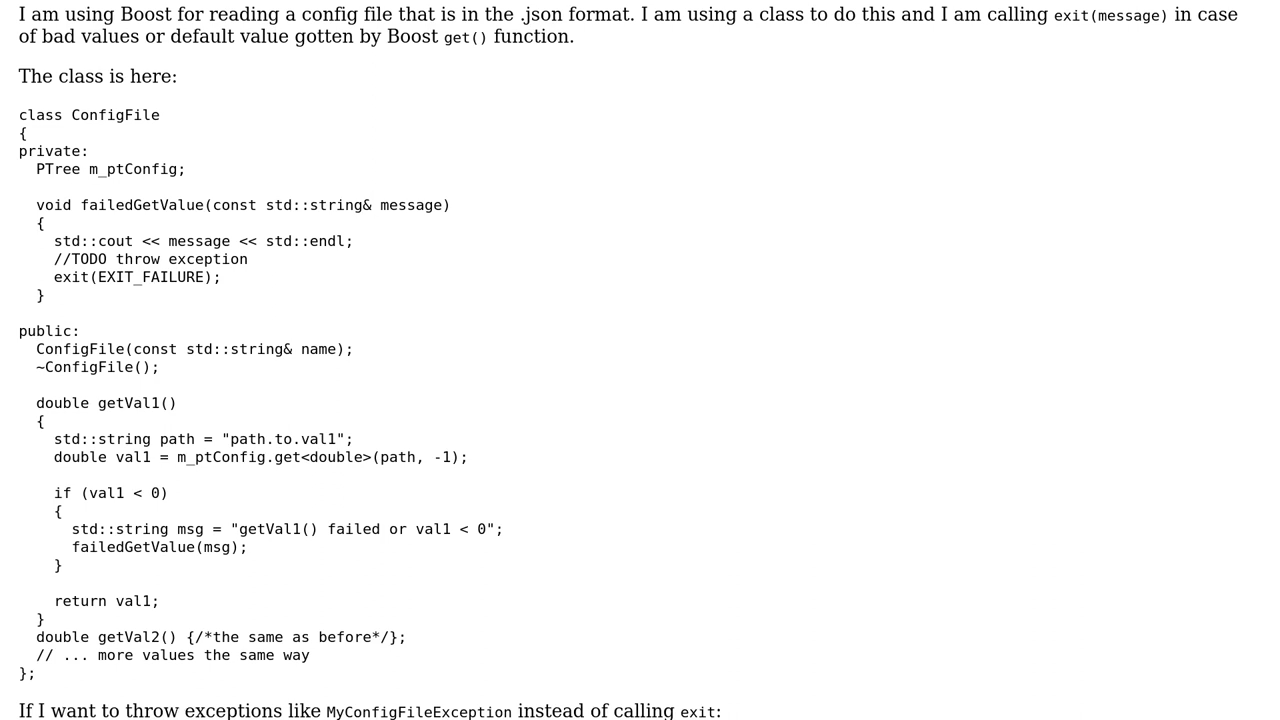 I am using Boost for reading a config file that is in the .json format. I am using a class to do this and I am calling exit(message) in case
of bad values or default value gotten by Boost get() function.
The class is here:
class ConfigFile
{
private:
  PTree m_ptConfig;

  void failedGetValue(const std::string& message)
  {
    std::cout << message << std::endl;
    //TODO throw exception
    exit(EXIT_FAILURE);
  }

public:
  ConfigFile(const std::string& name);
  ~ConfigFile();

  double getVal1()
  {
    std::string path = "path.to.val1";
    double val1 = m_ptConfig.get<double>(path, -1);

    if (val1 < 0)
    {
      std::string msg = "getVal1() failed or val1 < 0";
      failedGetValue(msg);
    }

    return val1;
  }
  double getVal2() {/*the same as before*/};
  // ... more values the same way
};
If I want to throw exceptions like MyConfigFileException instead of calling exit: